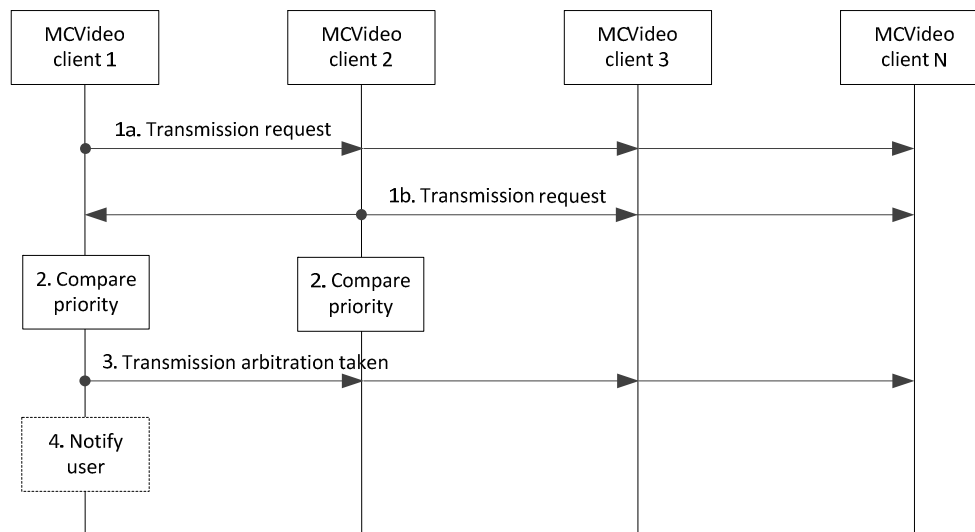 MCVideo
client 1
MCVideo
client 2
MCVideo
client 3
MCVideo
client N
1a. Transmission request
1b. Transmission request
2. Compare
priority
2. Compare
priority
3. Transmission arbitration taken
4. Notify
user